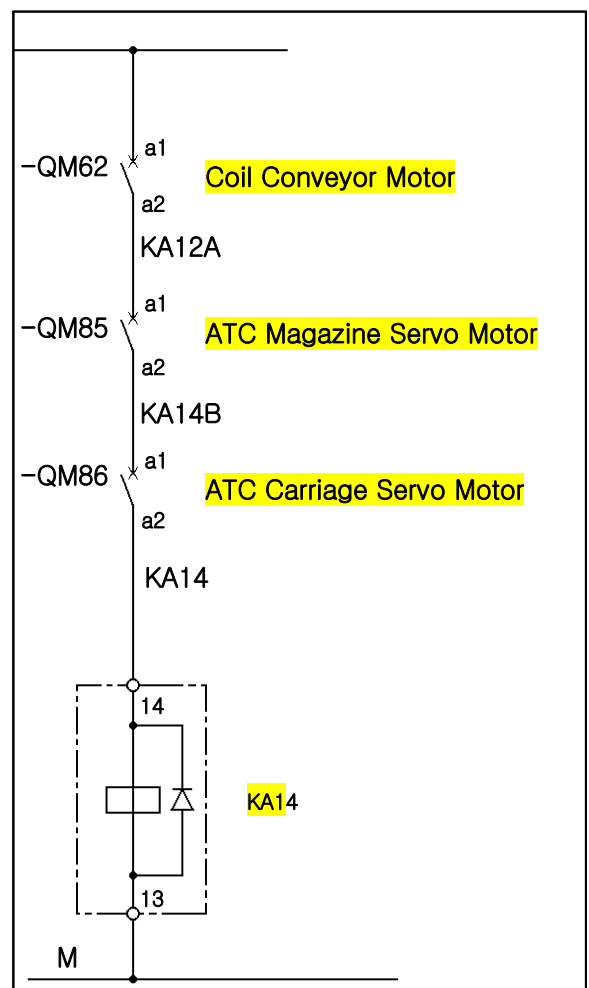 a1
-QM62
Coil Conveyor Motor
a2
KA12A
a1
-QM85
ATC Magazine Servo Motor
a2
KA14B
a1
-QM86
ATC Carriage Servo Motor
a2
KA14
14
KA14
13
M